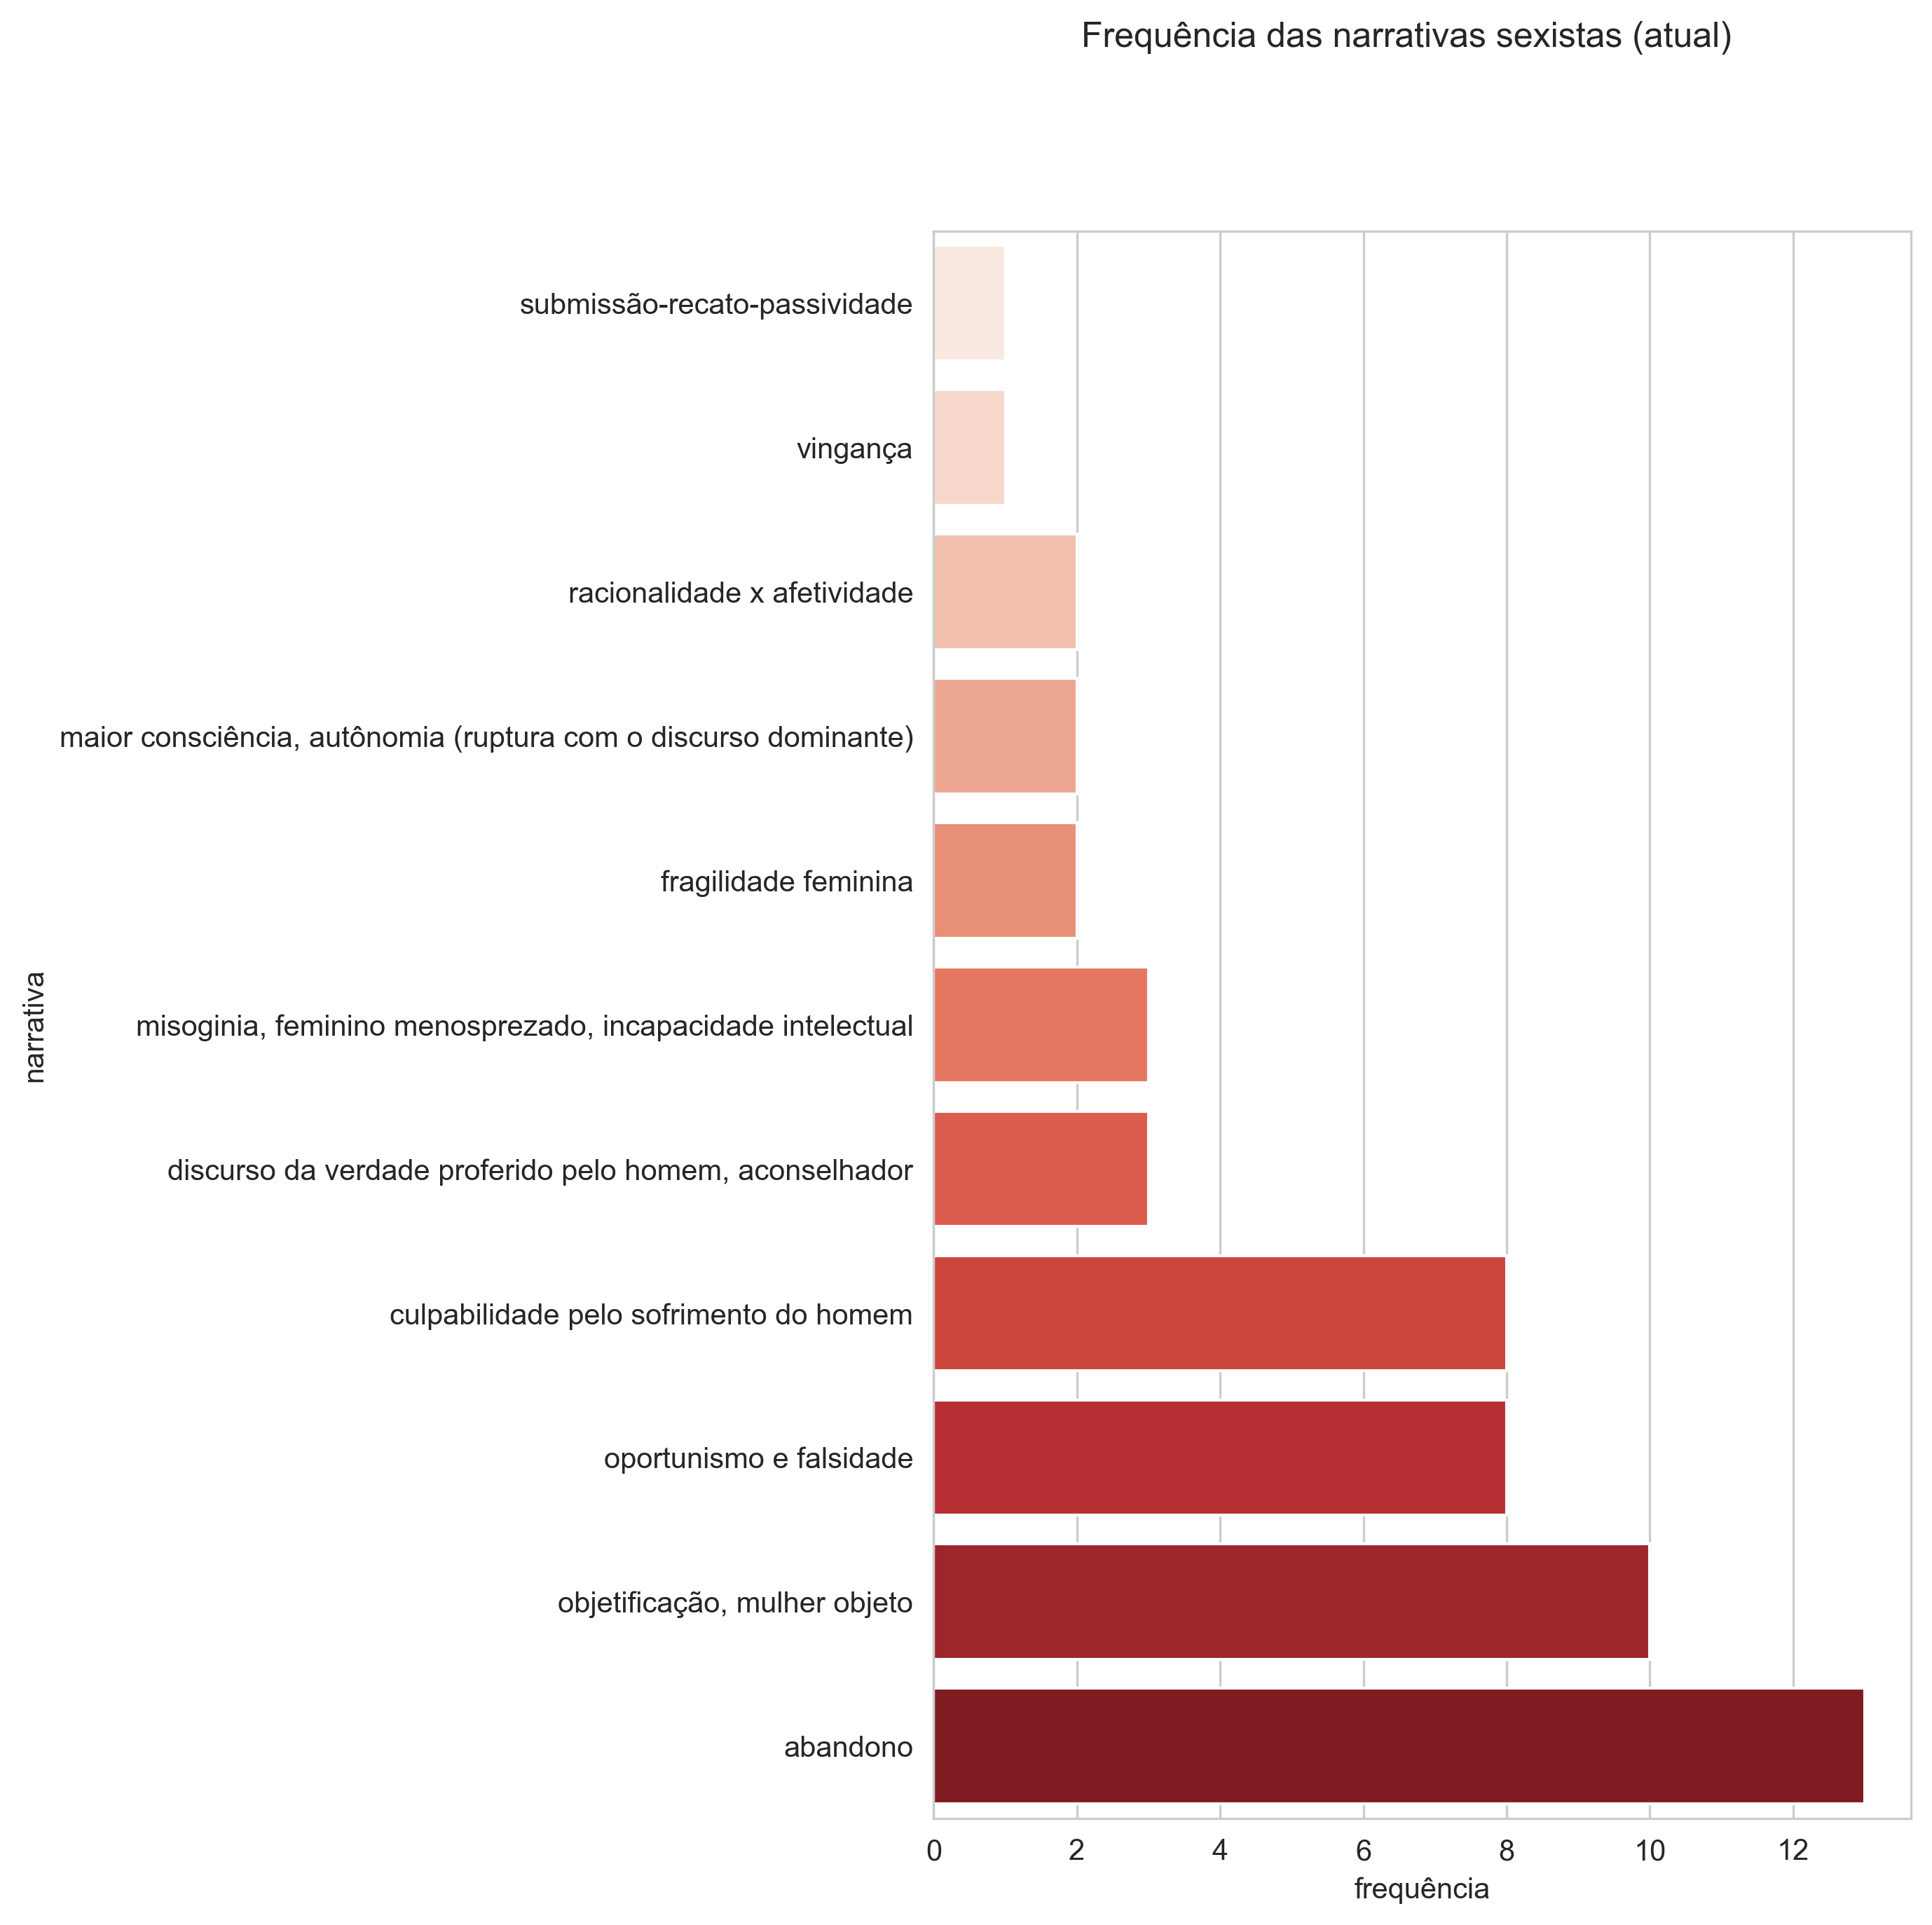 Frequência das narrativas sexistas (atual)
submissão-recato-passividade
vingança
racionalidade x afetividade
maior consciência, autônomia (ruptura com o discurso dominante)
fragilidade feminina
misoginia, feminino menosprezado, incapacidade intelectual
discurso da verdade proferido pelo homem, aconselhador
culpabilidade pelo sofrimento do homem
oportunismo e falsidade
objetificação, mulher objeto
abandono
narrativa
0 2 4 6 8 10 12
frequência